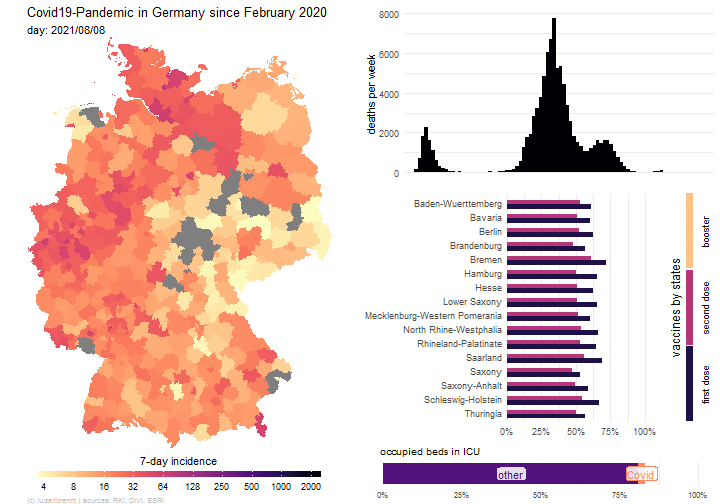 Covid19-Pandemic in Germany since February 2020
day: 2021/08/08
7-day incidence
4 8 16 32 64 125 250 500 1000 2000
(c) /u/zeitbremt | sources: RKI, DIVI, ESRI
deaths per week
8000
6000
4000
2000
0
Baden-Wuerttemberg
Bavaria
Berlin
Brandenburg
Bremen
Hamburg
Hesse
Lower Saxony
Mecklenburg-Western Pomerania
North Rhine-Westphalia
Rhineland-Palatinate
Saarland
Saxony
Saxony-Anhalt
Schleswig-Holstein
Thuringia
0% 25% 50% 75% 100%
vaccines by states
booster
second dose
first dose
occupied beds in ICU
other
Covid
0% 25% 50% 75% 100%